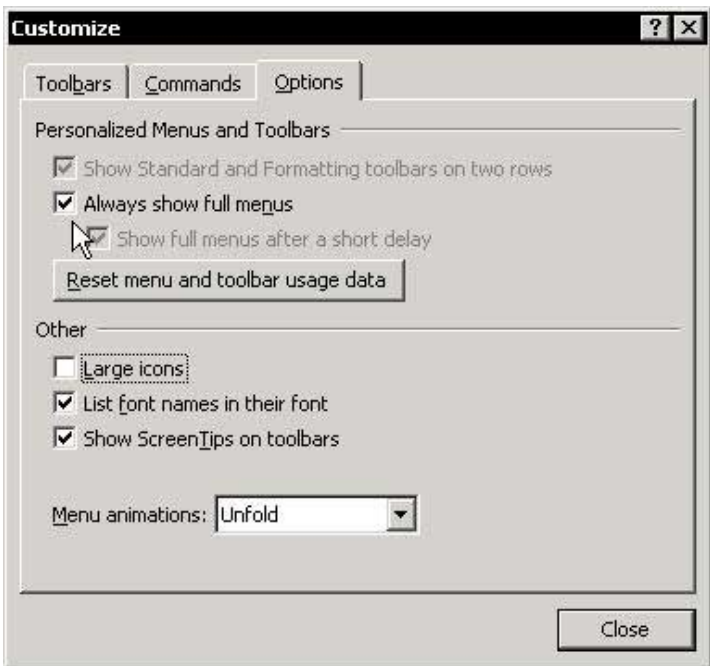 Customize
Toolbars Commands Options
Personalized Menus and Toolbars
Show Standard and Formatting toolbars on two rows
Always show full menus
Show full menus after a short delay
Reset menu and toolbar usage data
Other
Large icons
List font names in their font
Show ScreenTips on toolbars
Menu animations: Unfold
Close